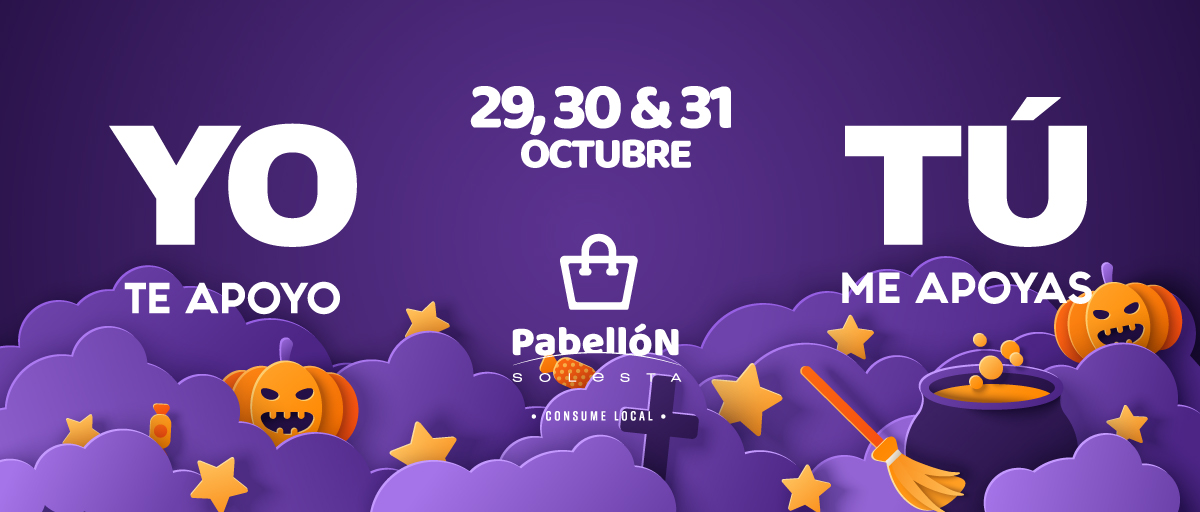 YO
TE APOYO
29, 30 & 31
OCTUBRE
PabellóN
SOLeSTA
• CONSUME LOCAL •
TÚ
ME APOYAS